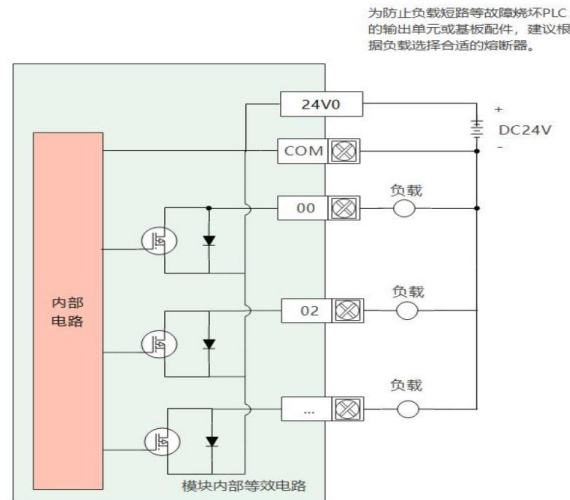 为防止负载短路等故障烧坏PLC
的输出单元或基板配件，建议根
据负载选择合适的熔断器。
24V0
+
DC24V
-
COM
00
负载
内部
电路
02
负载
...
负载
模块内部等效电路